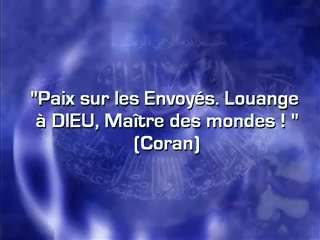 "Paix sur les Envoyés. Louange
à DIEU, Maître des mondes ! "
(Coran)